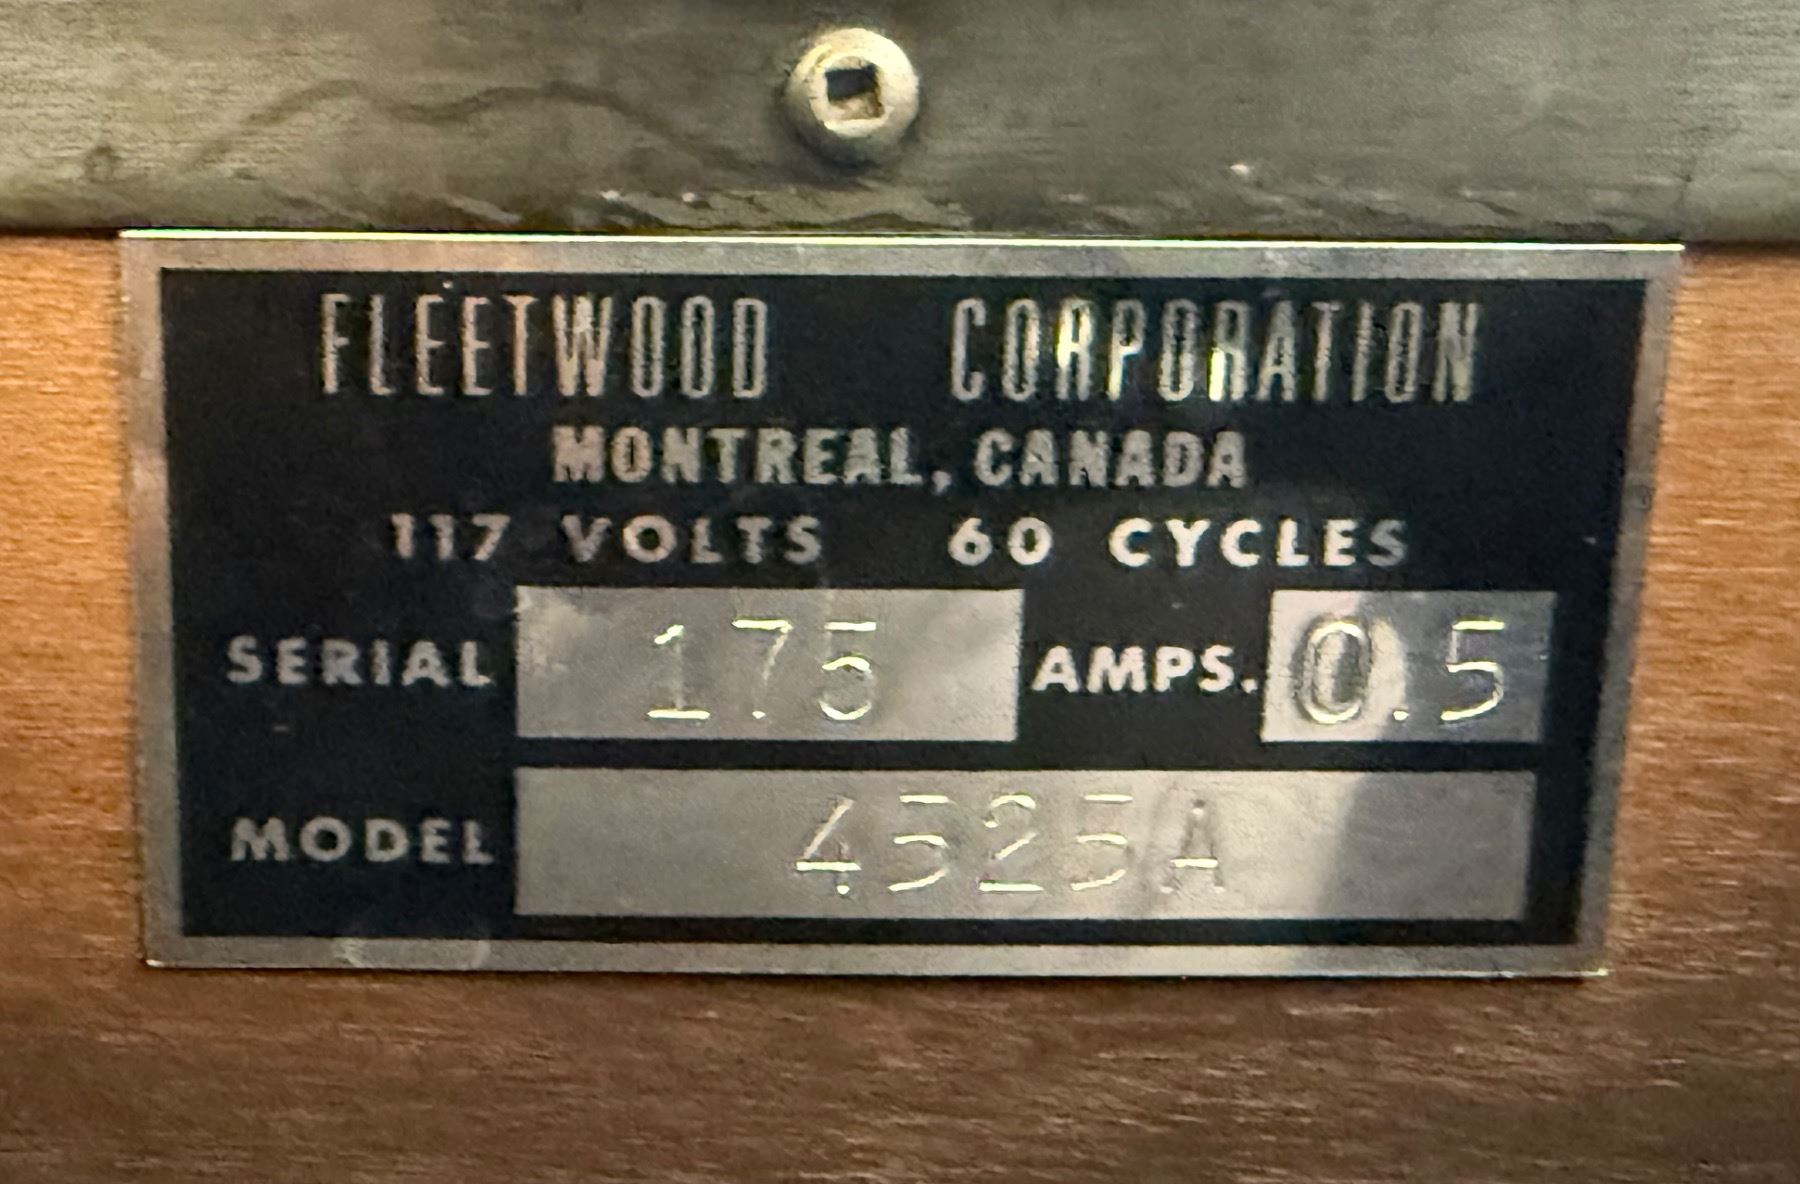 FLEETWOOD CORPORATION
MONTREAL, CANADA
117 VOLTS 60 CYCLES
SERIAL 175 AMPS. 0.5
MODEL 4525A